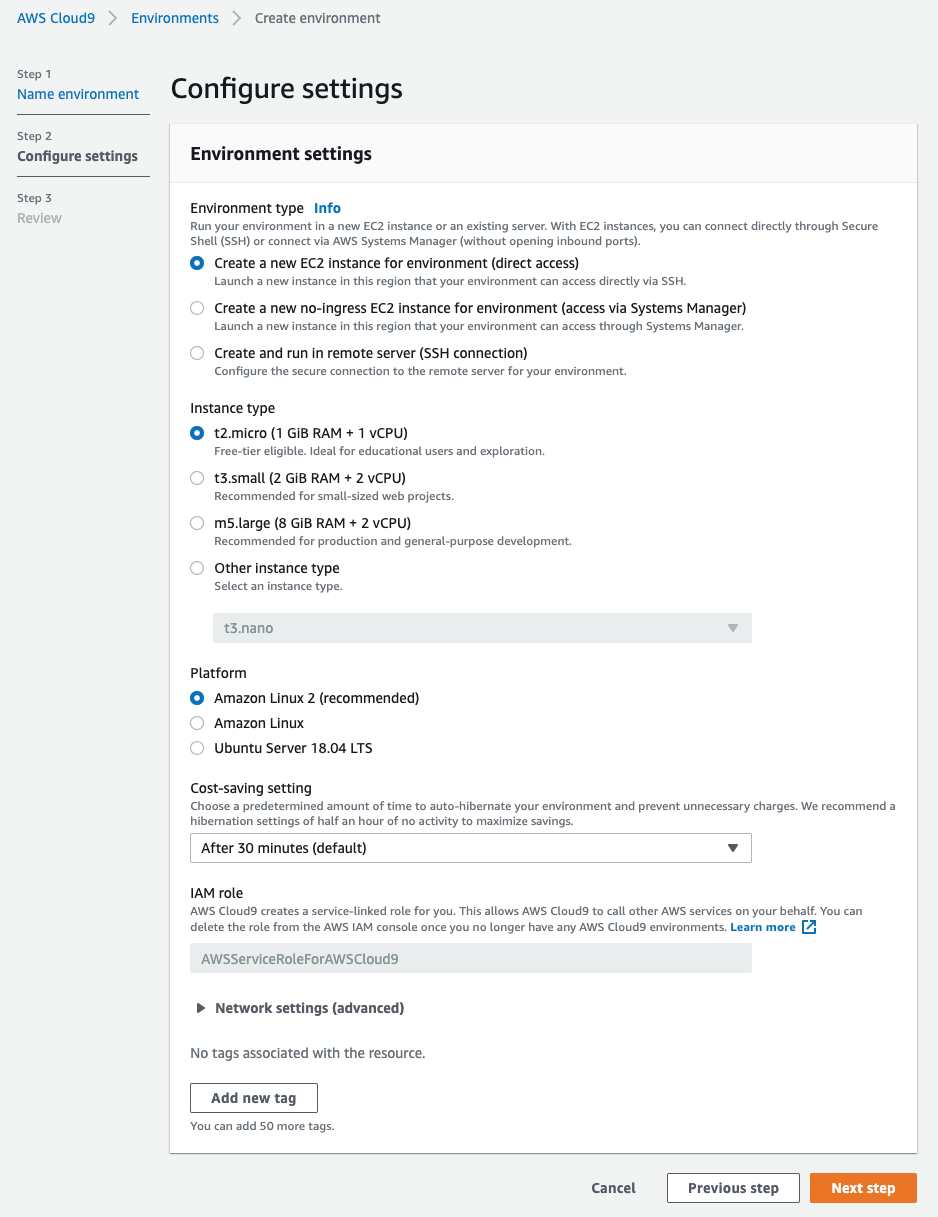 AWS Cloud9 > Environments > Create environment
Step 1
Name environment
Step 2
Configure settings
Step 3
Review
Configure settings
Environment settings
Environment type Info
Run your environment in a new EC2 instance or an existing server. With EC2 instances, you can connect directly through Secure
Shell (SSH) or connect via AWS Systems Manager (without opening inbound ports).
Create a new EC2 instance for environment (direct access)
Launch a new instance in this region that your environment can access directly via SSH.
Create a new no-ingress EC2 instance for environment (access via Systems Manager)
Launch a new instance in this region that your environment can access through Systems Manager.
Create and run in remote server (SSH connection)
Configure the secure connection to the remote server for your environment.
Instance type
t2.micro (1 GiB RAM + 1 vCPU)
Free-tier eligible. Ideal for educational users and exploration.
t3.small (2 GiB RAM + 2 vCPU)
Recommended for small-sized web projects.
m5.large (8 GiB RAM + 2 vCPU)
Recommended for production and general-purpose development.
Other instance type
Select an instance type.
t3.nano
Platform
Amazon Linux 2 (recommended)
Amazon Linux
Ubuntu Server 18.04 LTS
Cost-saving setting
Choose a predetermined amount of time to auto-hibernate your environment and prevent unnecessary charges. We recommend a
hibernation settings of half an hour of no activity to maximize savings.
After 30 minutes (default)
IAM role
AWS Cloud9 creates a service-linked role for you. This allows AWS Cloud9 to call other AWS services on your behalf. You can
delete the role from the AWS IAM console once you no longer have any AWS Cloud9 environments. Learn more
AWSServiceRoleForAWSCloud9
Network settings (advanced)
No tags associated with the resource.
Add new tag
You can add 50 more tags.
Cancel Previous step Next step